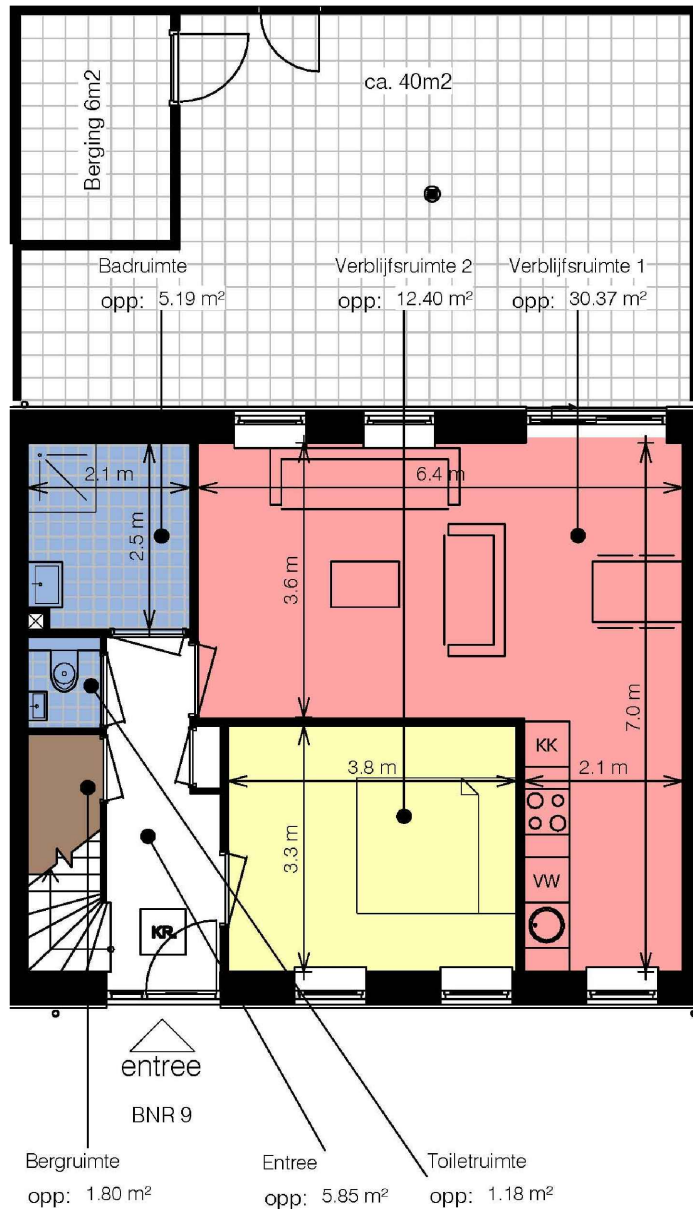 ca. 40m2
Berging 6m2
Badruimte
opp: 5.19 m²
Verblijfsruimte 2
opp: 12.40 m²
Verblijfsruimte 1
opp: 30.37 m²
2.1 m
6.4 m
2.5 m
3.6 m
7.0 m
KK
3.8 m
2.1 m
3.3 m
VW
KR.
entree
BNR 9
Bergruimte
opp: 1.80 m²
Entree
opp: 5.85 m²
Toiletruimte
opp: 1.18 m²